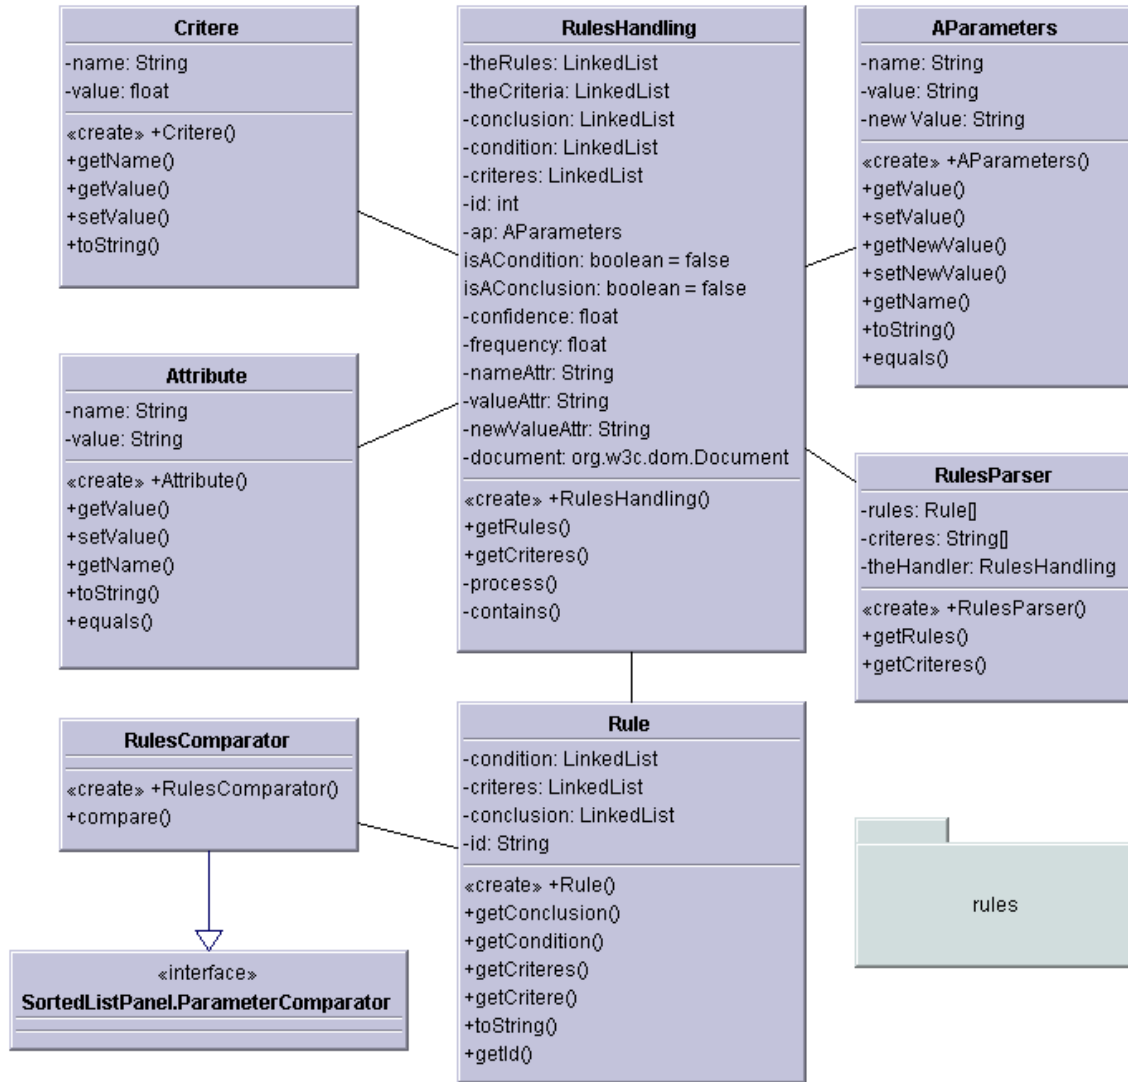 Critere
-name: String
-value: float
«create» +Critere()
+getName()
+getValue()
+setValue()
+toString()
RulesHandling
-theRules: LinkedList
-theCriteria: LinkedList
-conclusion: LinkedList
-condition: LinkedList
-criteres: LinkedList
-id: int
-ap: AParameters
isACondition: boolean = false
isAConclusion: boolean = false
-confidence: float
-frequency: float
-nameAttr: String
-valueAttr: String
-newValueAttr: String
-document: org.w3c.dom.Document
«create» +RulesHandling()
+getRules()
+getCriteres()
-process()
-contains()
AParameters
-name: String
-value: String
-new Value: String
«create» +AParameters()
+getValue()
+setValue()
+getNewValue()
+setNewValue()
+getName()
+toString()
+equals()
Attribute
-name: String
-value: String
«create» +Attribute()
+getValue()
+setValue()
+getName()
+toString()
+equals()
RulesParser
-rules: Rule[]
-criteres: String[]
-theHandler: RulesHandling
«create» +RulesParser()
+getRules()
+getCriteres()
RulesComparator
«create» +RulesComparator()
+compare()
Rule
-condition: LinkedList
-criteres: LinkedList
-conclusion: LinkedList
-id: String
«create» +Rule()
+getConclusion()
+getCondition()
+getCriteres()
+getCritere()
+toString()
+getId()
rules
«interface»
SortedListPanel.ParameterComparator